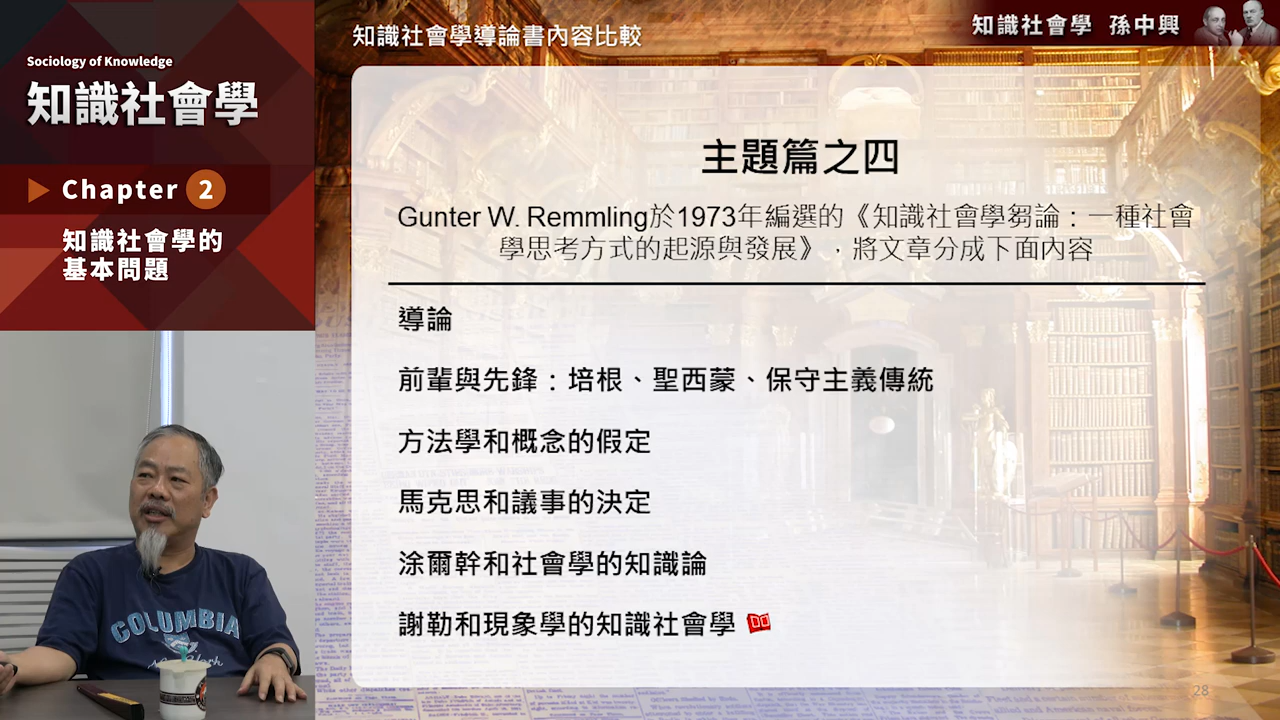 Sociology of Knowledge
知識社會學
Chapter 2
知識社會學的
基本問題
知識社會學導論書內容比較
知識社會學 孫中興
主題篇之四
Gunter W. Remmling於1973年編選的《知識社會學芻論：一種社會
學思考方式的起源與發展》，將文章分成下面內容
導論
前輩與先鋒：培根、聖西蒙、保守主義傳統
方法學和概念的假定
馬克思和議事的決定
涂爾幹和社會學的知識論
謝勒和現象學的知識社會學
28
COLUMBIA